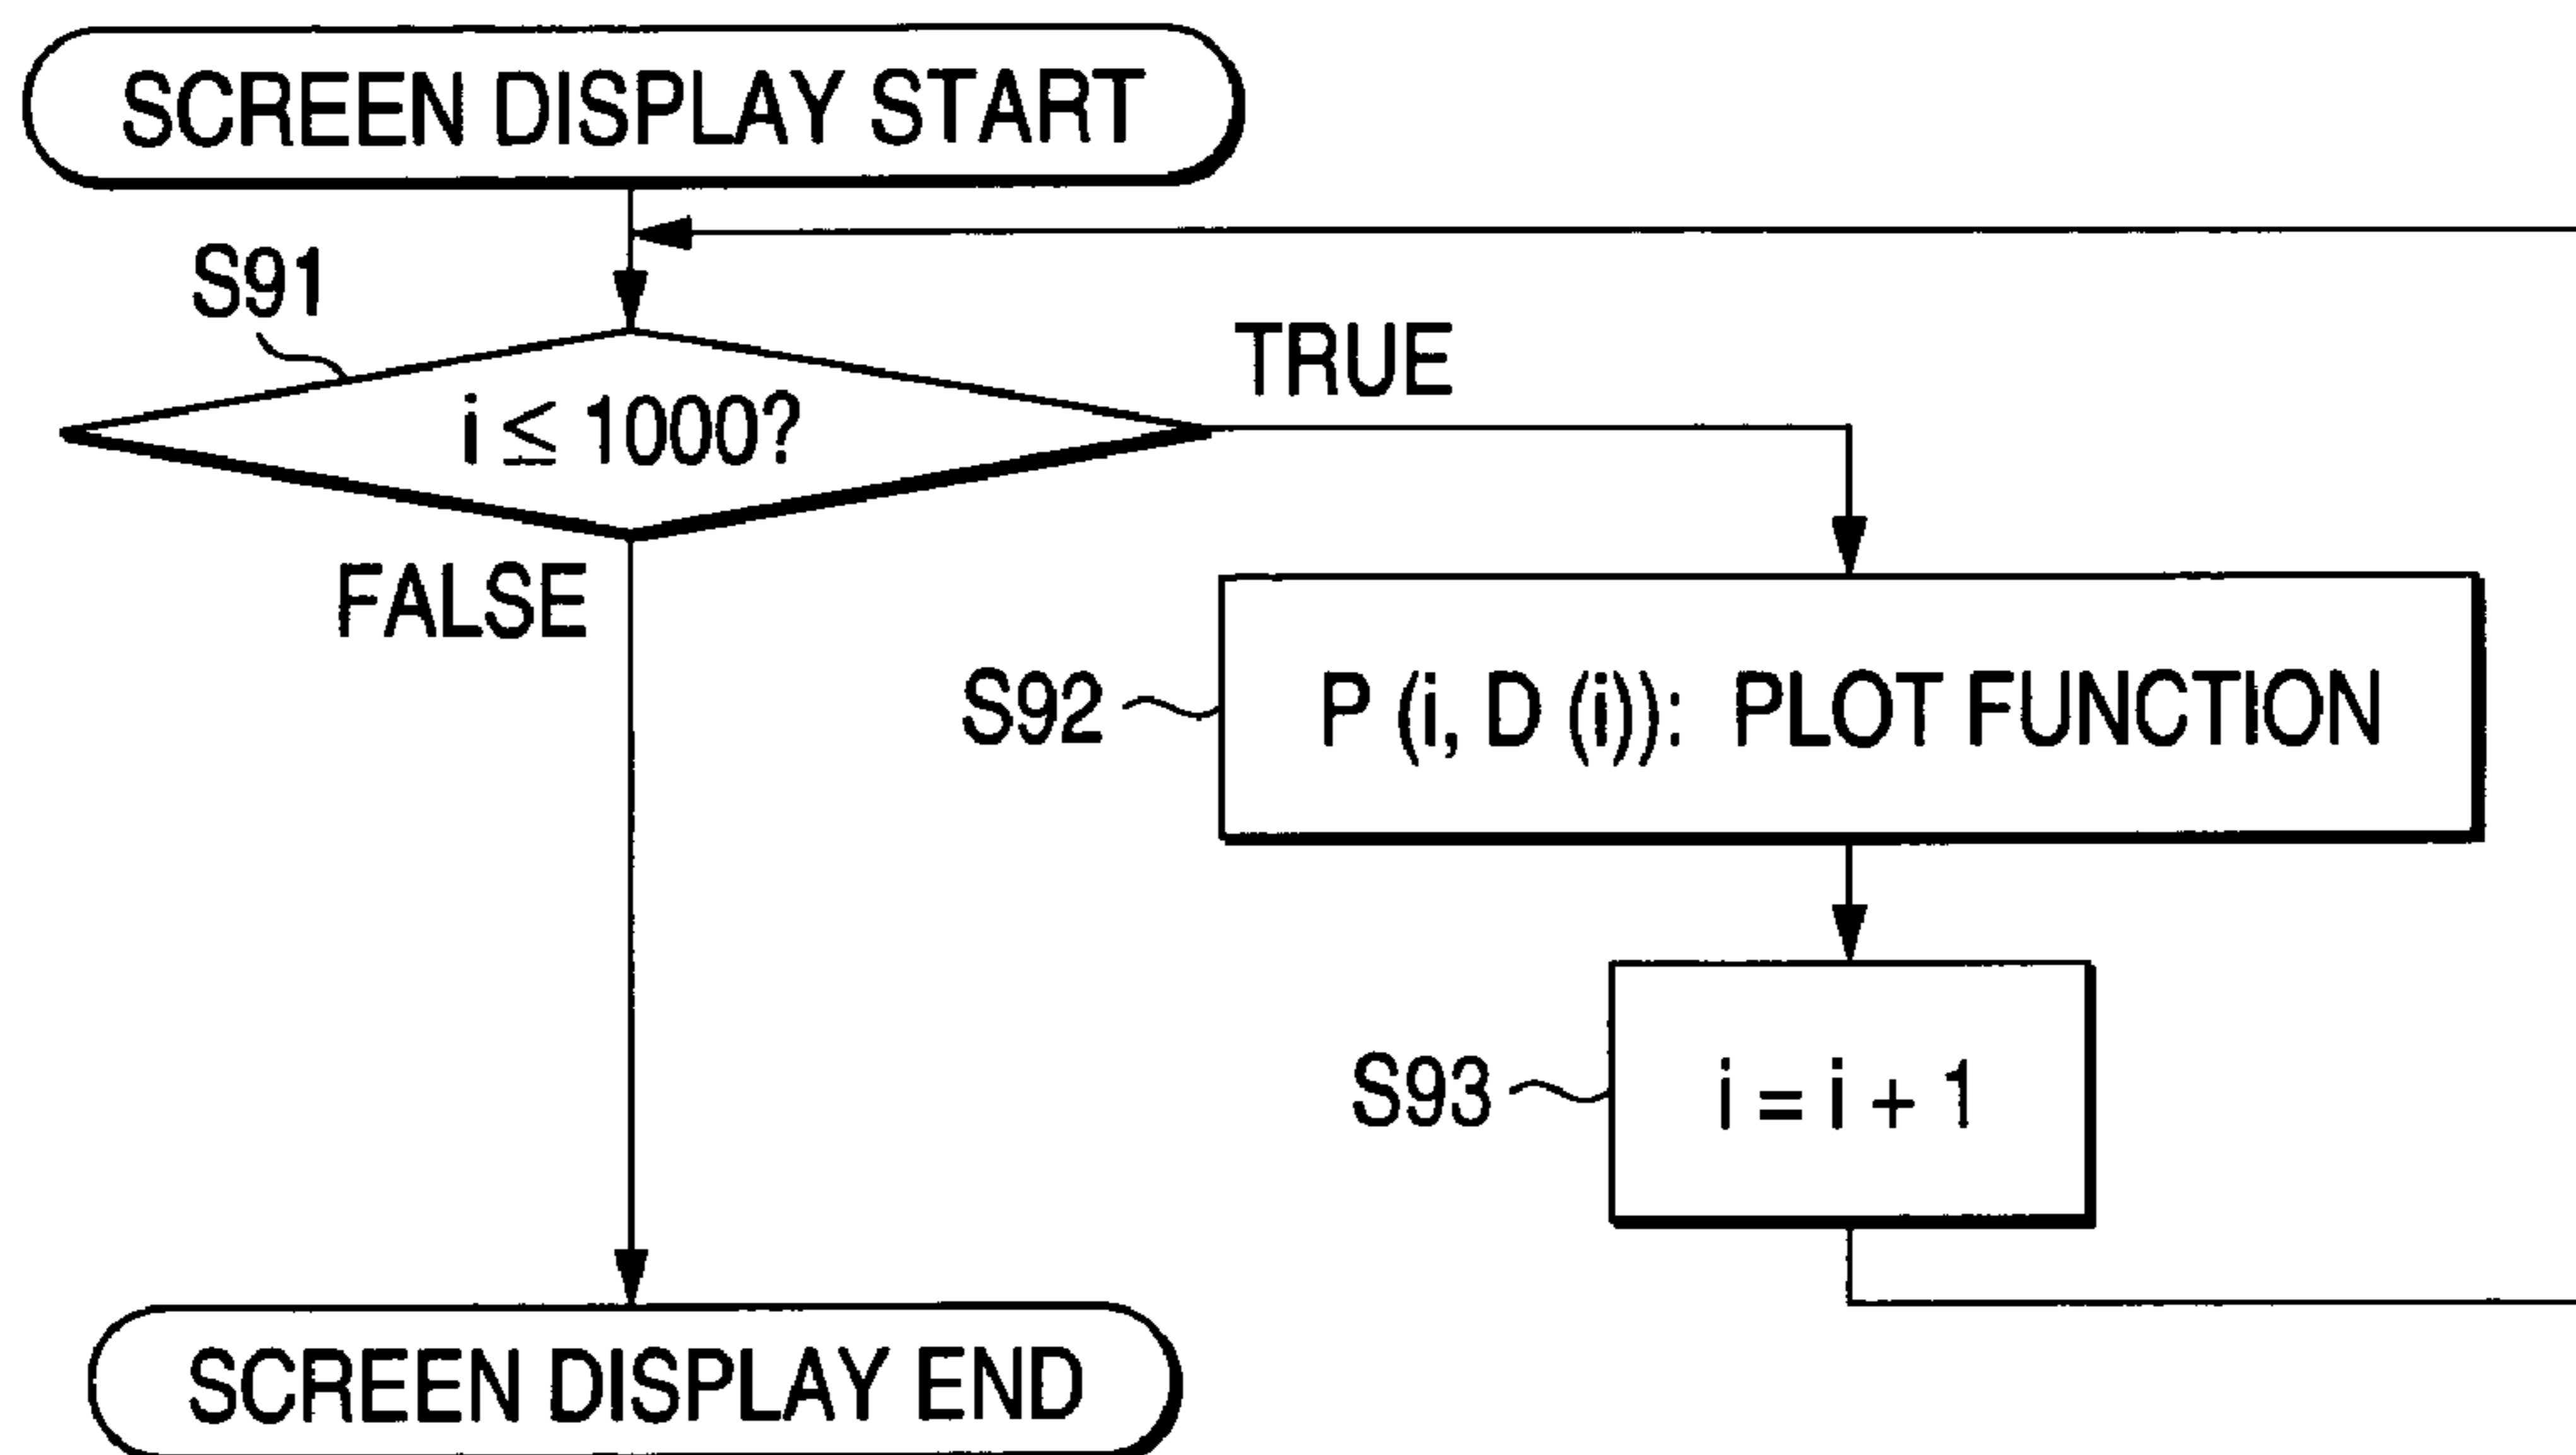 SCREEN DISPLAY START
S91
i ≤ 1000?
TRUE
FALSE
S92
P (i, D (i)): PLOT FUNCTION
S93
i = i + 1
SCREEN DISPLAY END